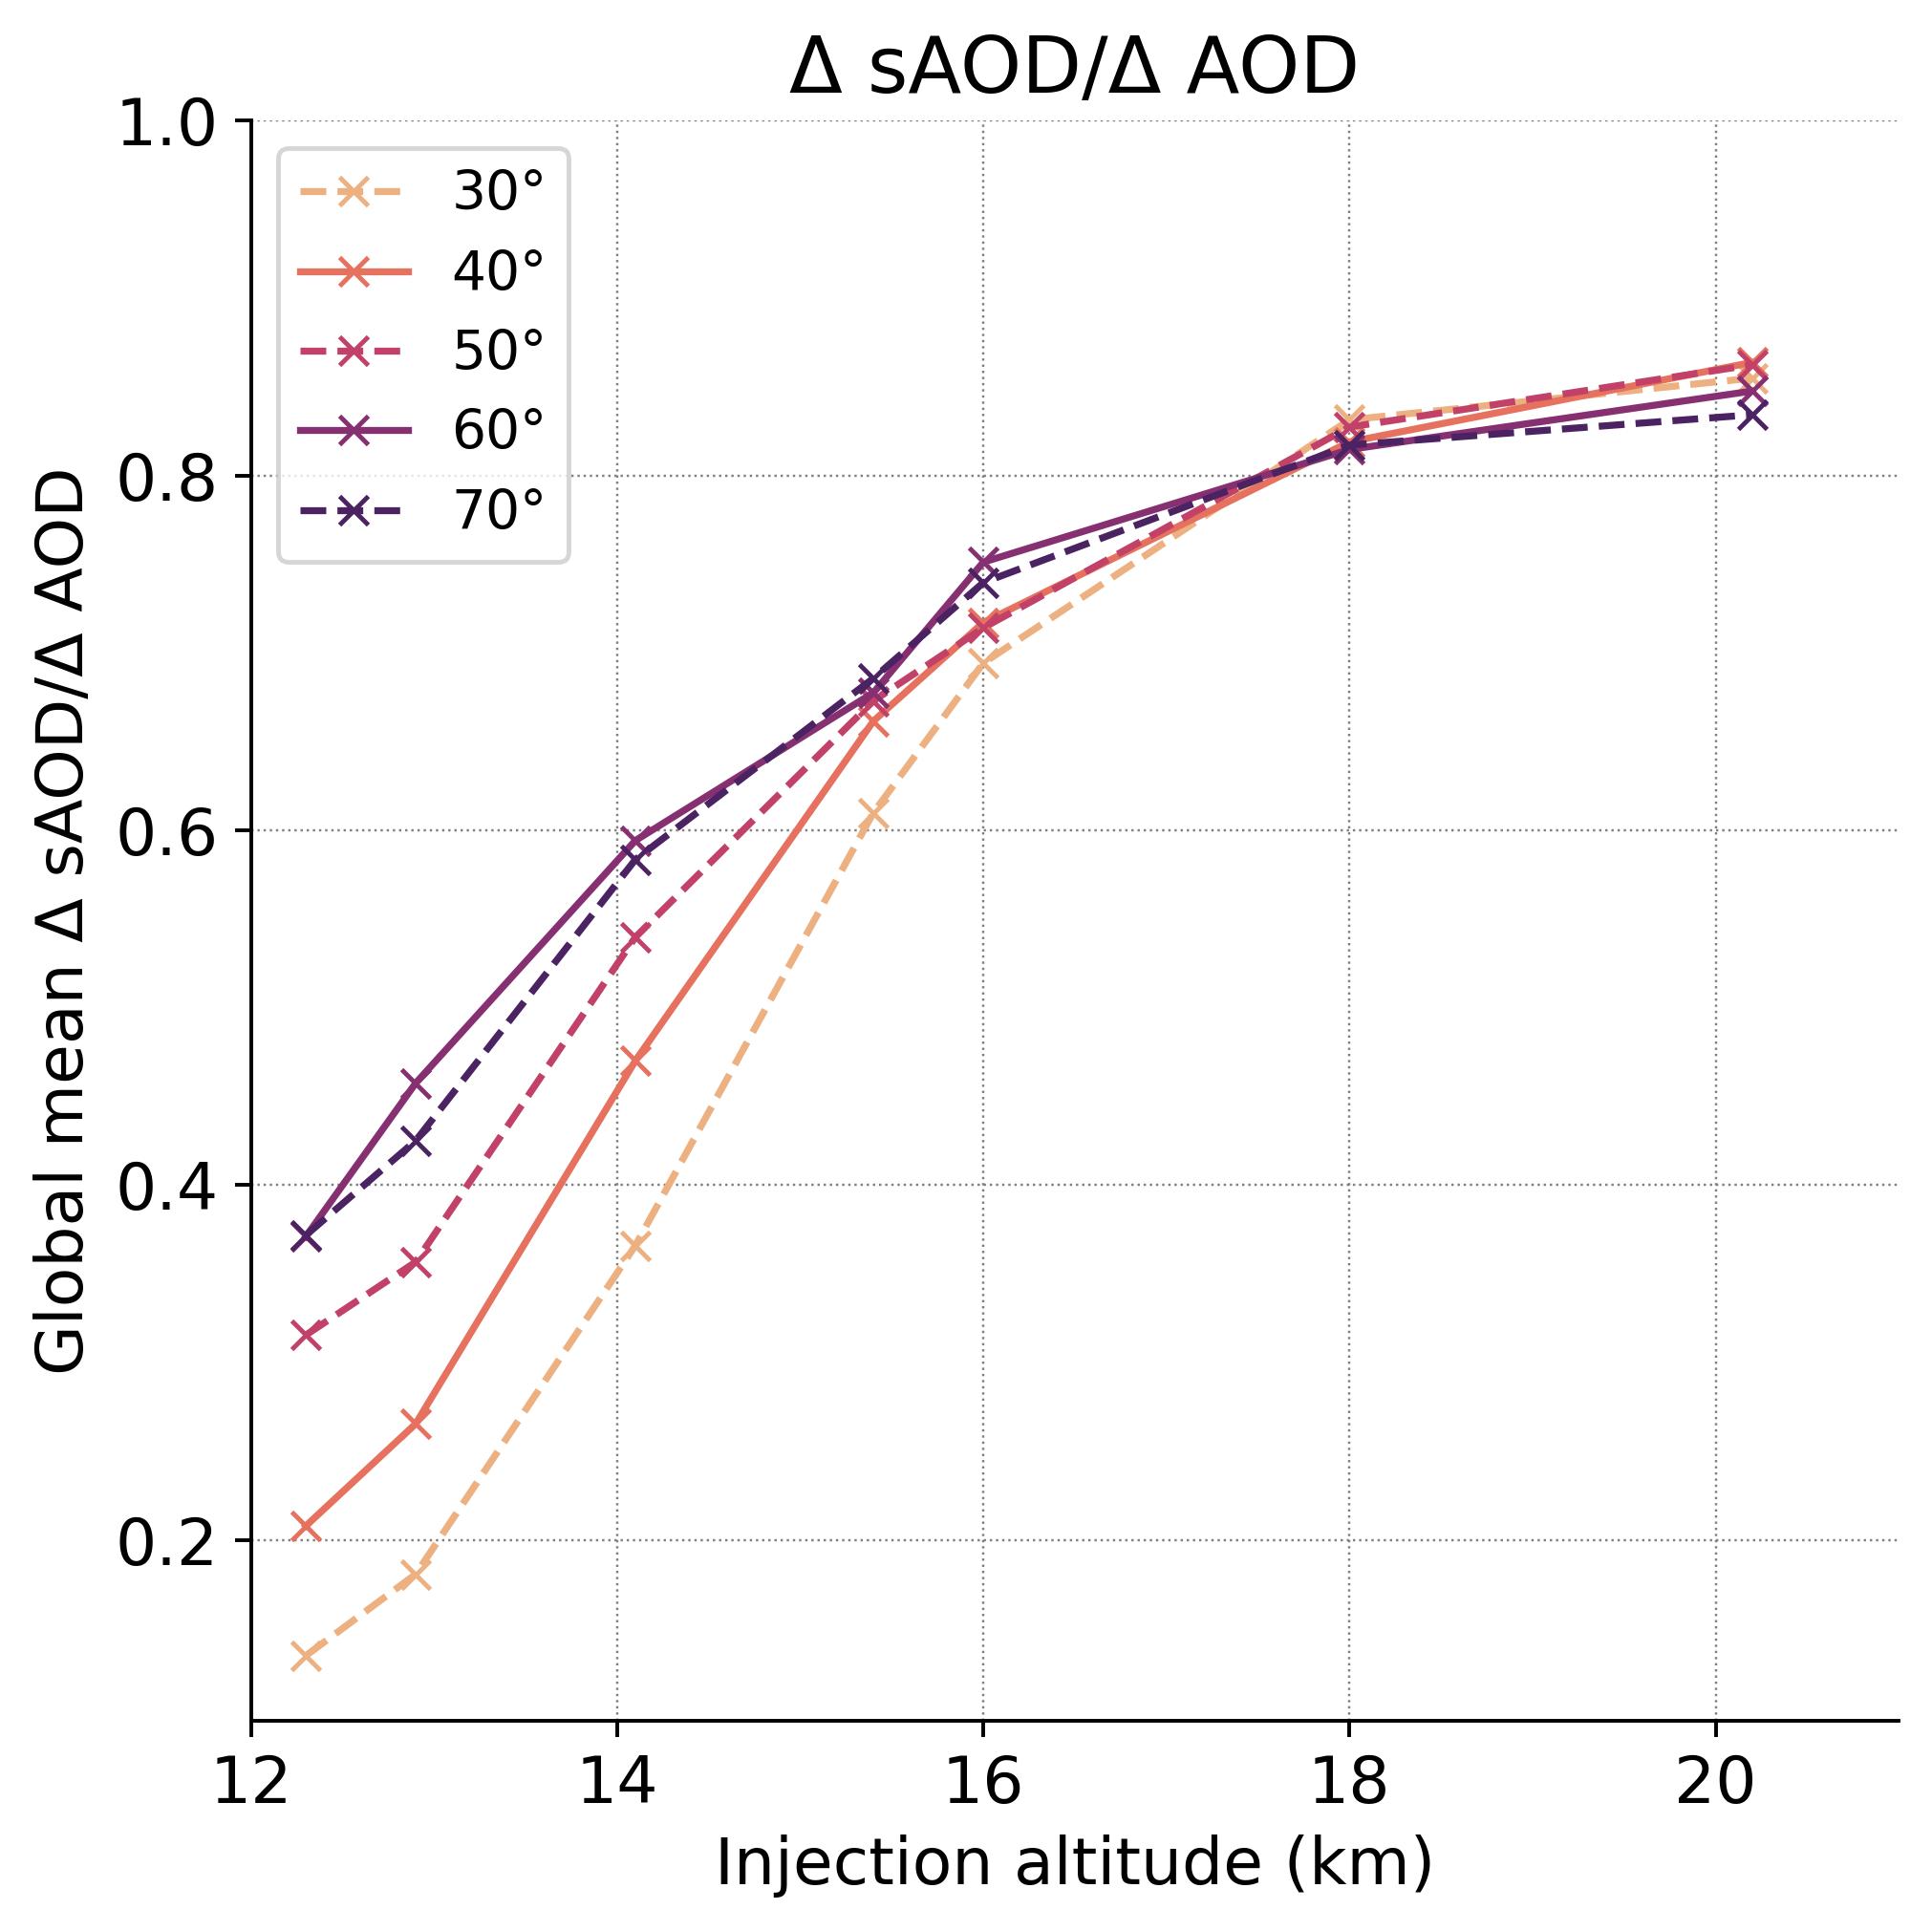 Δ sAOD/Δ AOD
Global mean Δ sAOD/Δ AOD
1.0
0.8
0.6
0.4
0.2
30°
40°
50°
60°
70°
12 14 16 18 20
Injection altitude (km)